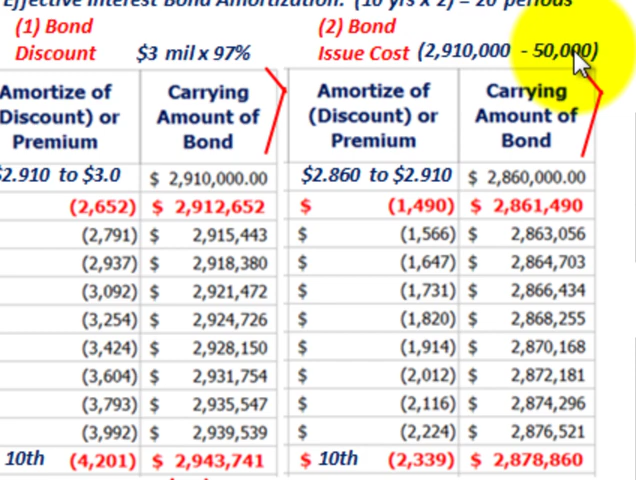 Effective Interest Bond Amortization: (10 yrs x 2) = 20 periods
(1) Bond
Discount $3 mil x 97%
(2) Bond
Issue Cost (2,910,000 - 50,000)
Amortize of
Discount) or
Premium
Carrying
Amount of
Bond
Amortize of
(Discount) or
Premium
Carrying
Amount of
Bond
$2.910 to $3.0 $ 2,910,000.00 $2.860 to $2.910 $ 2,860,000.00
(2,652) $ 2,912,652 $ (1,490) $ 2,861,490
(2,791) $ 2,915,443 $ (1,566) $ 2,863,056
(2,937) $ 2,918,380 $ (1,647) $ 2,864,703
(3,092) $ 2,921,472 $ (1,731) $ 2,866,434
(3,254) $ 2,924,726 $ (1,820) $ 2,868,255
(3,424) $ 2,928,150 $ (1,914) $ 2,870,168
(3,604) $ 2,931,754 $ (2,012) $ 2,872,181
(3,793) $ 2,935,547 $ (2,116) $ 2,874,296
(3,992) $ 2,939,539 $ (2,224) $ 2,876,521
10th (4,201) $ 2,943,741 $ 10th (2,339) $ 2,878,860